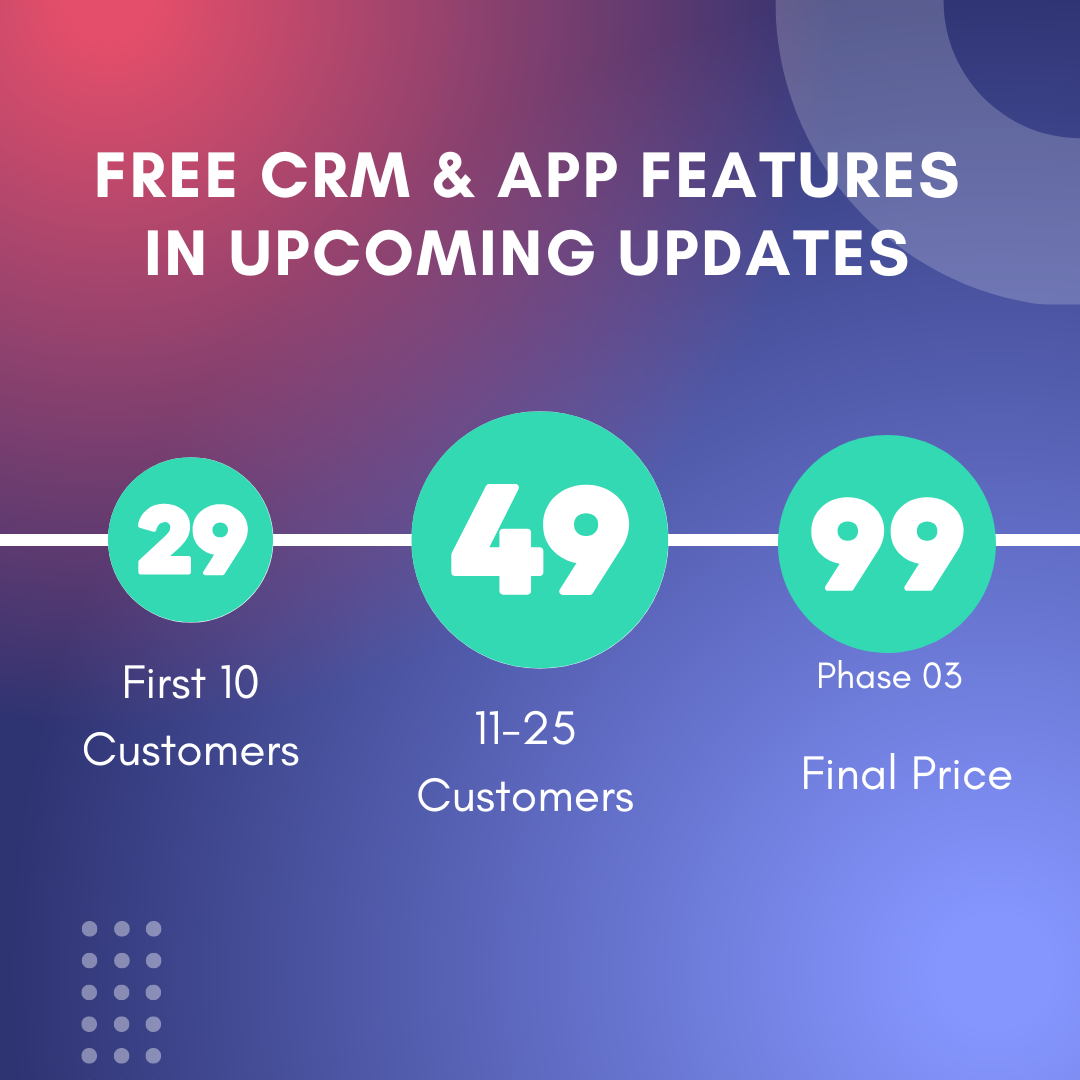 FREE CRM & APP FEATURES
IN UPCOMING UPDATES
29
First 10
Customers
49
11-25
Customers
99
Phase 03
Final Price